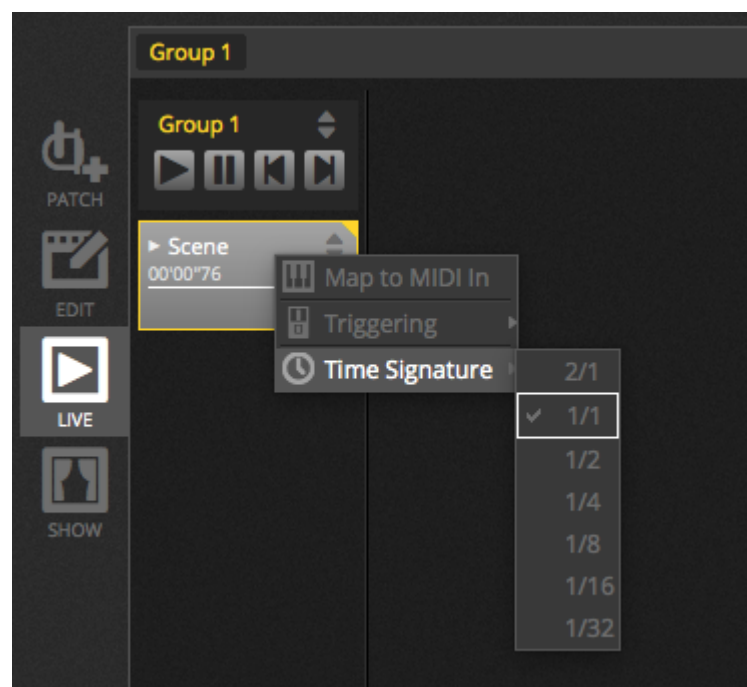 Group 1
Group 1
PATCH
Scene
00'00"76
EDIT
Map to MIDI In
Triggering
Time Signature
2/1
1/1
1/2
1/4
1/8
1/16
1/32
LIVE
SHOW